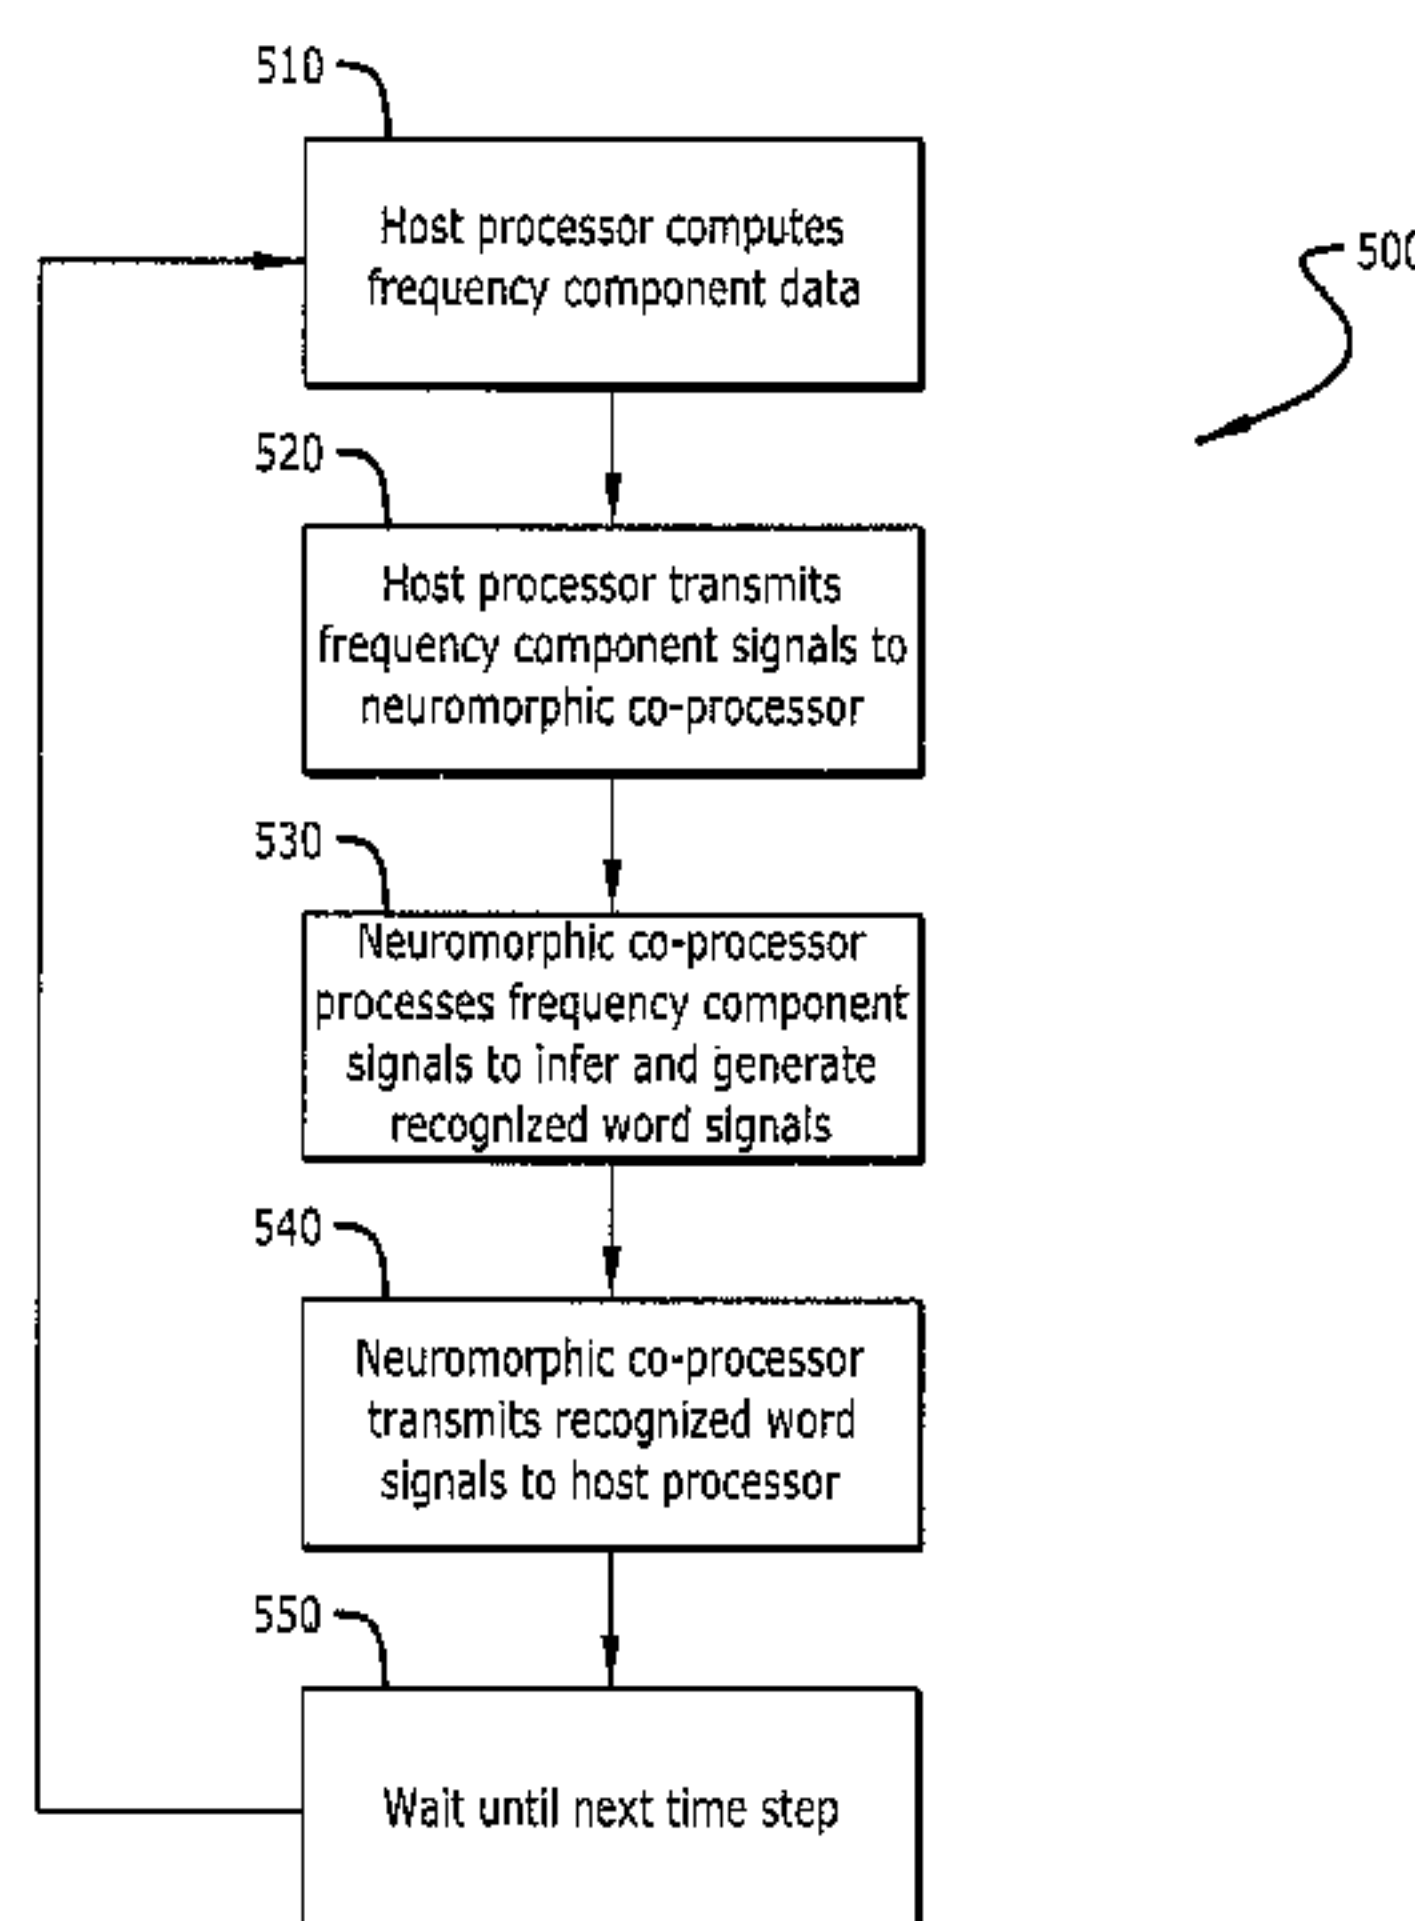 510
Host processor computes
frequency component data
500
520
Host processor transmits
frequency component signals to
neuromorphic co-processor
530
Neuromorphic co-processor
processes frequency component
signals to infer and generate
recognized word signals
540
Neuromorphic co-processor
transmits recognized word
signals to host processor
550
Wait until next time step